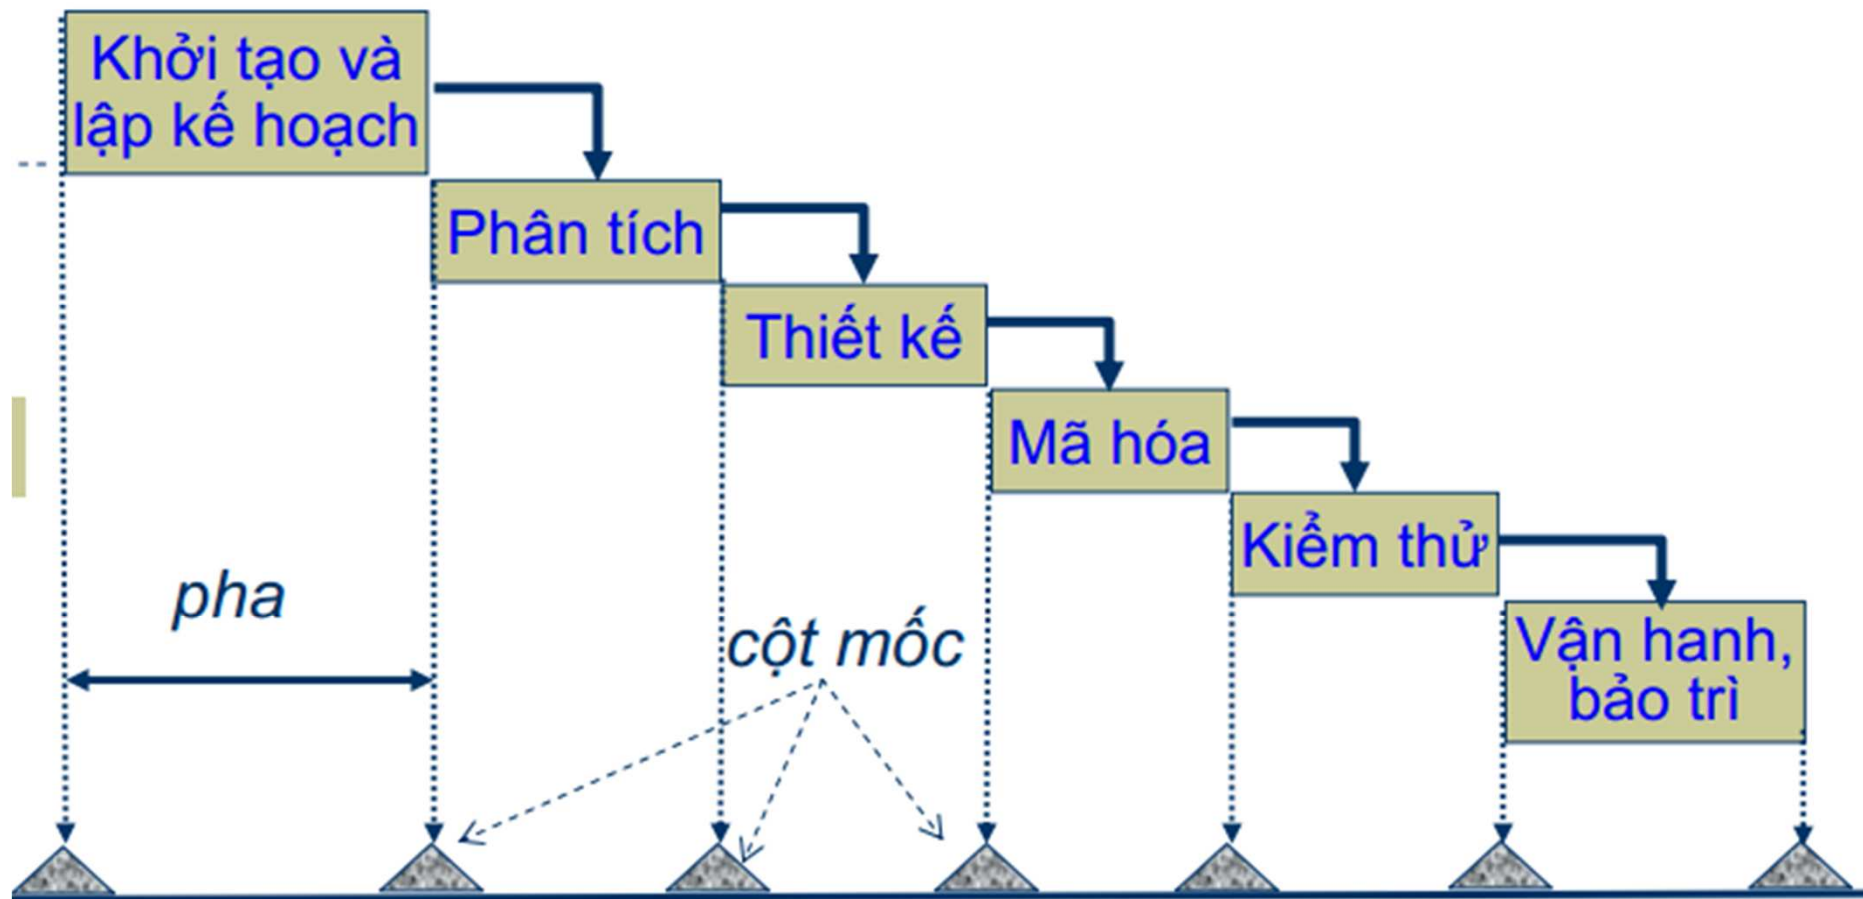 Khởi tạo và
lập kế hoạch
Phân tích
Thiết kế
Mã hóa
Kiểm thử
Vận hanh,
bảo trì
pha
cột mốc